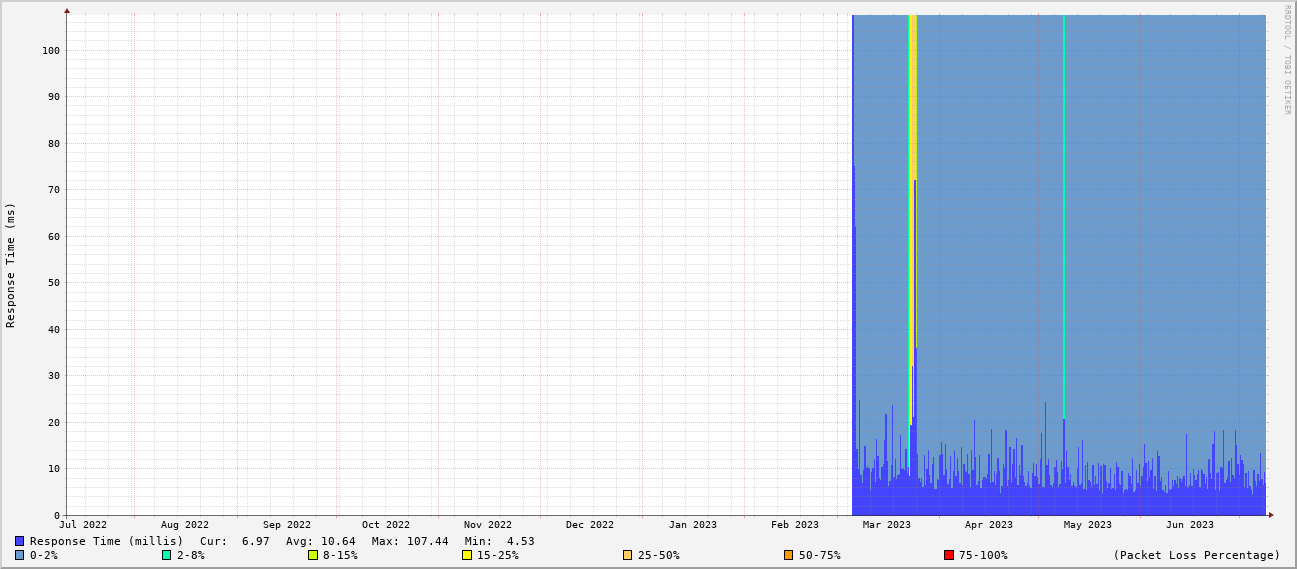 RRDTOOL / TOBI OETIKER
Response Time (ms)
100
90
80
70
60
50
40
30
20
10
0
Jul 2022 Aug 2022 Sep 2022 Oct 2022 Nov 2022 Dec 2022 Jan 2023 Feb 2023 Mar 2023 Apr 2023 May 2023 Jun 2023
Response Time (millis) Cur: 6.97 Avg: 10.64 Max: 107.44 Min: 4.53
0-2% 2-8% 8-15% 15-25% 25-50% 50-75% 75-100% (Packet Loss Percentage)